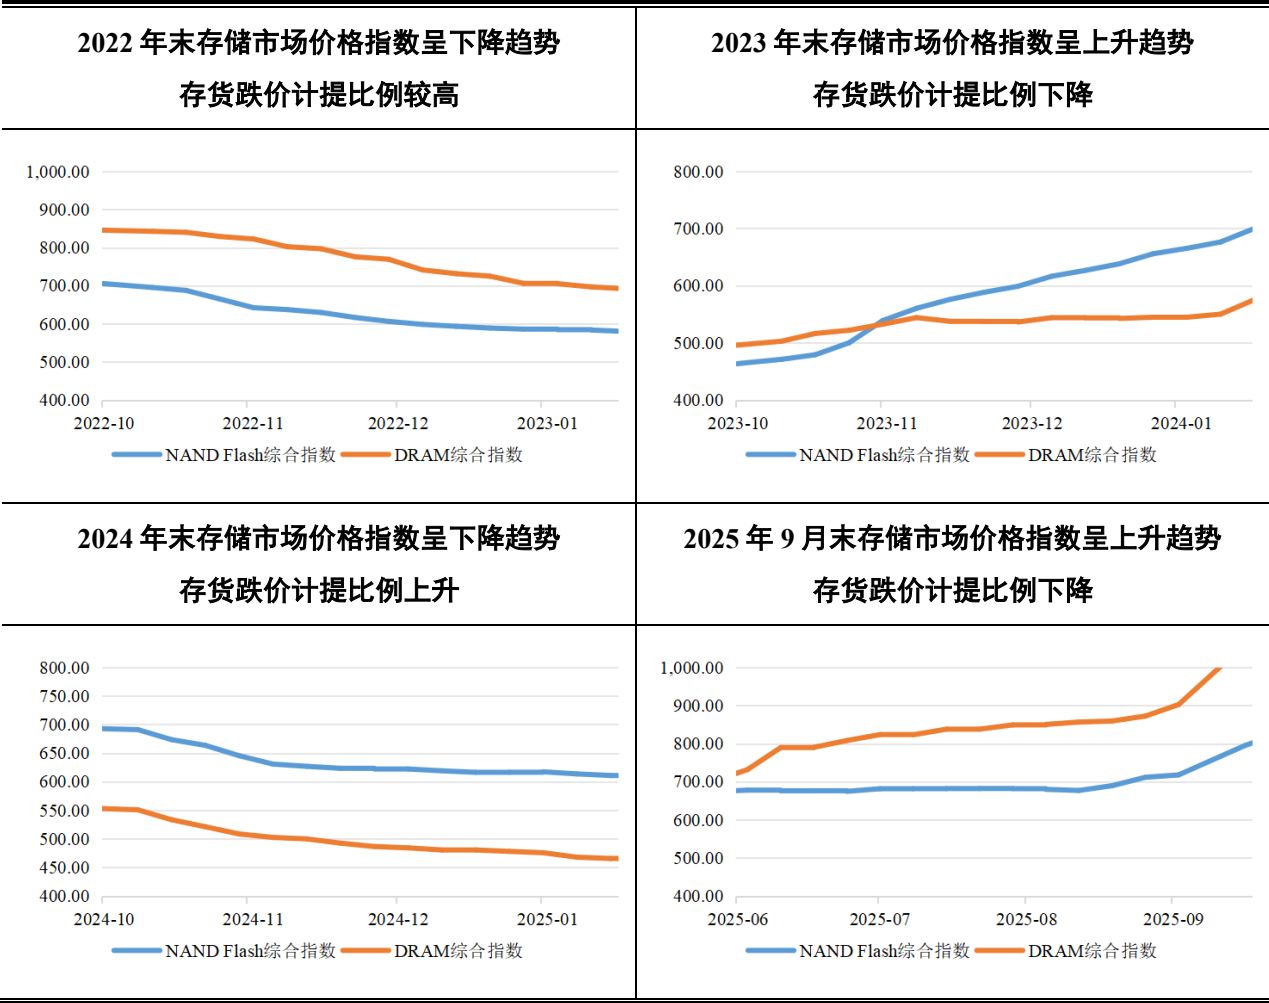 2022 年末存储市场价格指数呈下降趋势
存货跌价计提比例较高
2023 年末存储市场价格指数呈上升趋势
存货跌价计提比例下降
1,000.00
900.00
800.00
700.00
600.00
500.00
400.00
2022-10 2022-11 2022-12 2023-01
NAND Flash综合指数 DRAM综合指数
800.00
700.00
600.00
500.00
400.00
2023-10 2023-11 2023-12 2024-01
NAND Flash综合指数 DRAM综合指数
2024 年末存储市场价格指数呈下降趋势
存货跌价计提比例上升
2025 年 9 月末存储市场价格指数呈上升趋势
存货跌价计提比例下降
800.00
750.00
700.00
650.00
600.00
550.00
500.00
450.00
400.00
2024-10 2024-11 2024-12 2025-01
NAND Flash综合指数 DRAM综合指数
1,000.00
900.00
800.00
700.00
600.00
500.00
400.00
2025-06 2025-07 2025-08 2025-09
NAND Flash综合指数 DRAM综合指数